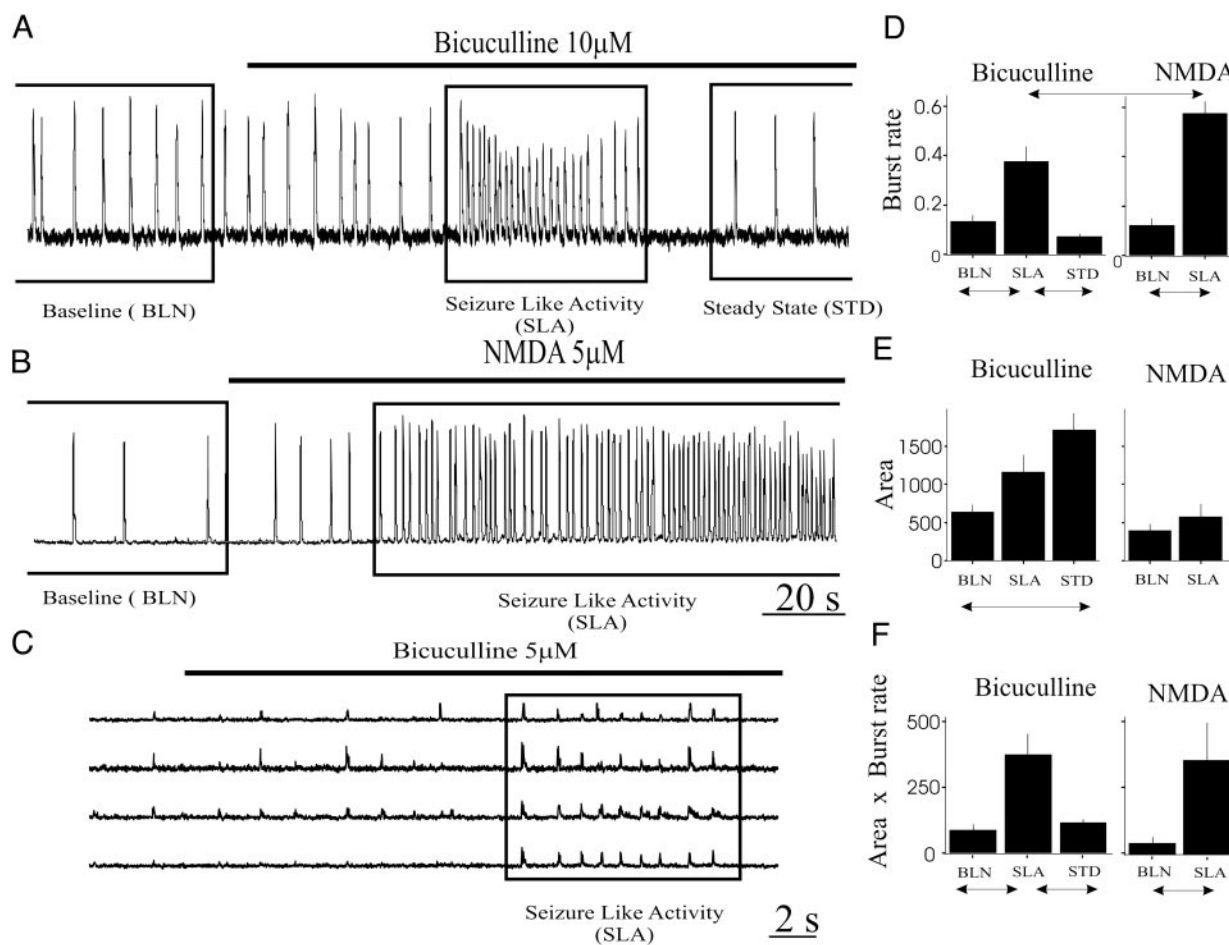 A
Bicuculline 10μM
Baseline ( BLN)
Seizure Like Activity
(SLA)
Steady State (STD)
B
NMDA 5μM
Baseline ( BLN)
Seizure Like Activity
(SLA)
20 s
C
Bicuculline 5μM
Seizure Like Activity
(SLA)
2 s
D
Bicuculline
NMDA
Burst rate
0.6
0.4
0.2
0
0
BLN
SLA
STD
BLN
SLA
E
Bicuculline
NMDA
Area
1500
1000
500
0
BLN
SLA
STD
BLN
SLA
F
Bicuculline
NMDA
Area x Burst rate
500
250
0
BLN
SLA
STD
BLN
SLA